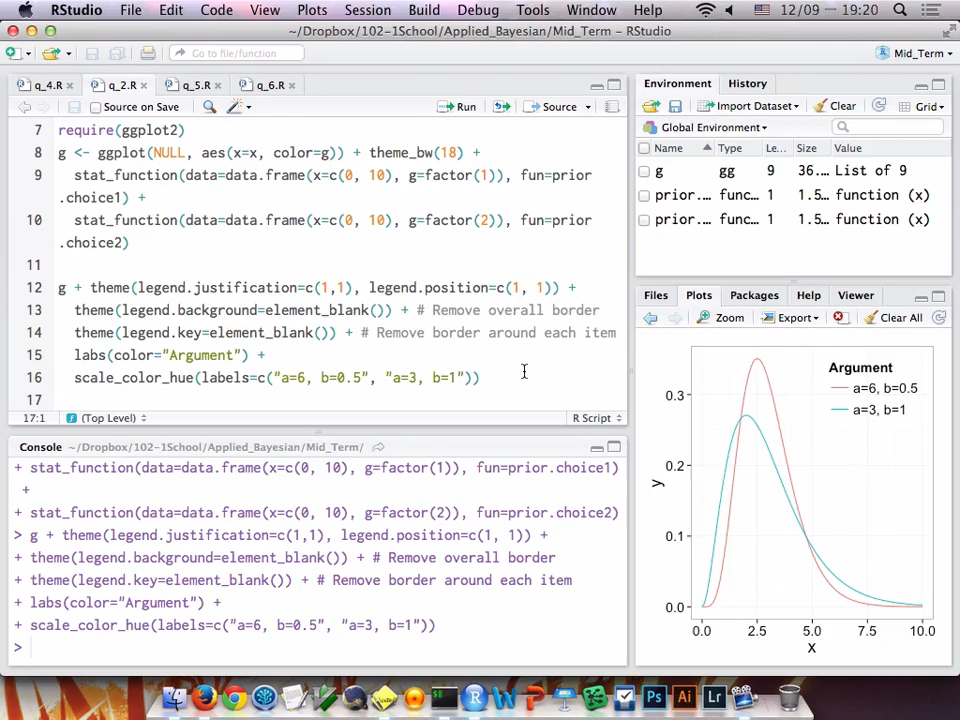 RStudio File Edit Code View Plots Session Build Debug Tools Window Help 12/09 — 19:20
~/Dropbox/102-1School/Applied_Bayesian/Mid_Term - RStudio
Go to file/function Mid_Term
q_4.R q_2.R q_5.R q_6.R
Source on Save Run Source
7 require(ggplot2)
8 g <- ggplot(NULL, aes(x=x, color=g)) + theme_bw(18) +
9 stat_function(data=data.frame(x=c(0, 10), g=factor(1)), fun=prior
.choice1) +
10 stat_function(data=data.frame(x=c(0, 10), g=factor(2)), fun=prior
.choice2)
11
12 g + theme(legend.justification=c(1,1), legend.position=c(1, 1)) +
13 theme(legend.background=element_blank()) + # Remove overall border
14 theme(legend.key=element_blank()) + # Remove border around each item
15 labs(color="Argument") +
16 scale_color_hue(labels=c("a=6, b=0.5", "a=3, b=1"))
17
17:1 (Top Level) R Script
Console ~/Dropbox/102-1School/Applied_Bayesian/Mid_Term/
+ stat_function(data=data.frame(x=c(0, 10), g=factor(1)), fun=prior.choice1)
+
+ stat_function(data=data.frame(x=c(0, 10), g=factor(2)), fun=prior.choice2)
> g + theme(legend.justification=c(1,1), legend.position=c(1, 1)) +
+ theme(legend.background=element_blank()) + # Remove overall border
+ theme(legend.key=element_blank()) + # Remove border around each item
+ labs(color="Argument") +
+ scale_color_hue(labels=c("a=6, b=0.5", "a=3, b=1"))
>
Environment History
Import Dataset Clear Grid
Global Environment
Name Type Le... Size Value
g gg 9 36.... List of 9
prior.... func... 1 1.5... function (x)
prior.... func... 1 1.5... function (x)
Files Plots Packages Help Viewer
Zoom Export Clear All
Argument
a=6, b=0.5
a=3, b=1
0.3
0.2
0.1
0.0
y
0.0 2.5 5.0 7.5 10.0
x
R W P Ps Ai Lr